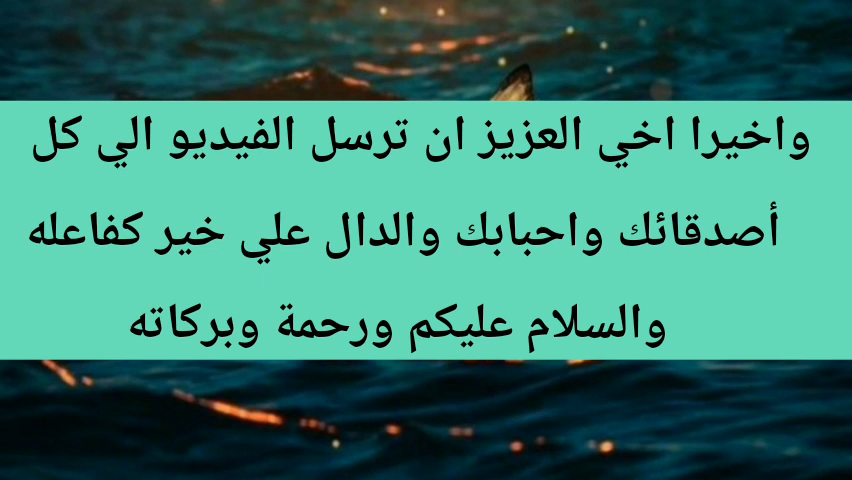 واخيرا اخي العزيز ان ترسل الفيديو الي كل
أصدقائك واحبابك والدال علي خير كفاعله
والسلام عليكم ورحمة وبركاته